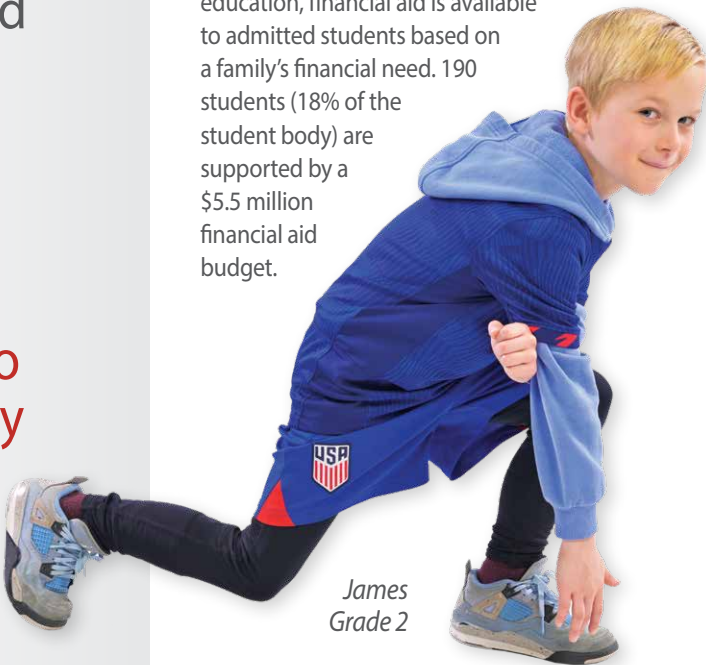 d
education, financial aid is available
to admitted students based on
a family's financial need. 190
students (18% of the
student body) are
supported by a
$5.5 million
financial aid
budget.
o
y
USA
James
Grade 2